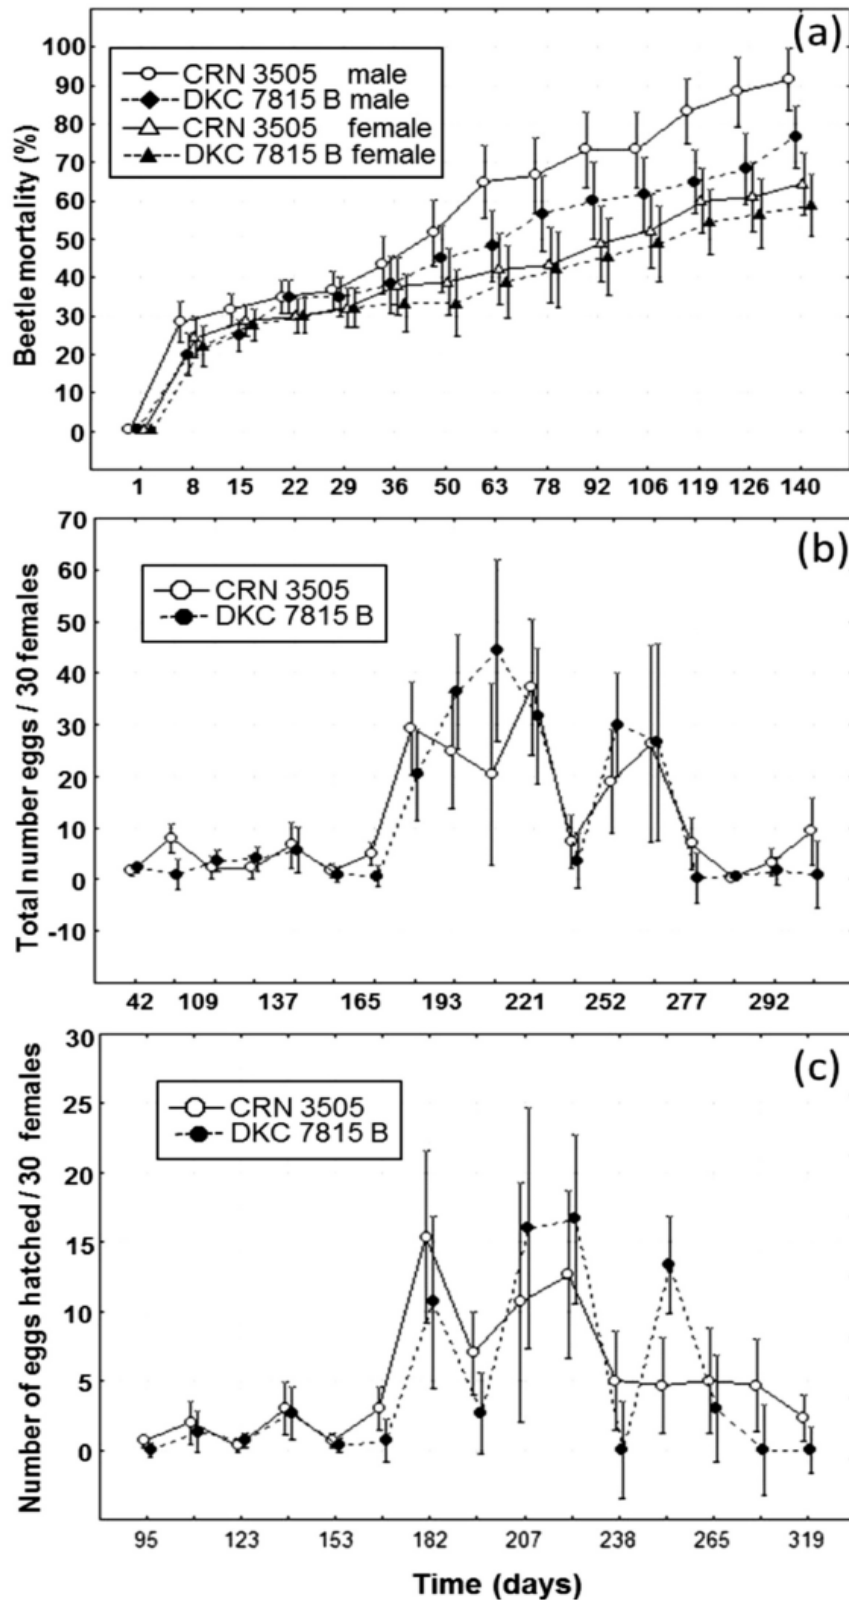 (a)
100
90
80
70
60
50
40
30
20
10
0
Beetle mortality (%)
CRN 3505 male
DKC 7815 B male
CRN 3505 female
DKC 7815 B female
1 8 15 22 29 36 50 63 78 92 106 119 126 140
(b)
70
60
50
40
30
20
10
0
-10
Total number eggs / 30 females
CRN 3505
DKC 7815 B
42 109 137 165 193 221 252 277 292
(c)
30
25
20
15
10
5
0
Number of eggs hatched / 30 females
CRN 3505
DKC 7815 B
95 123 153 182 207 238 265 319
Time (days)